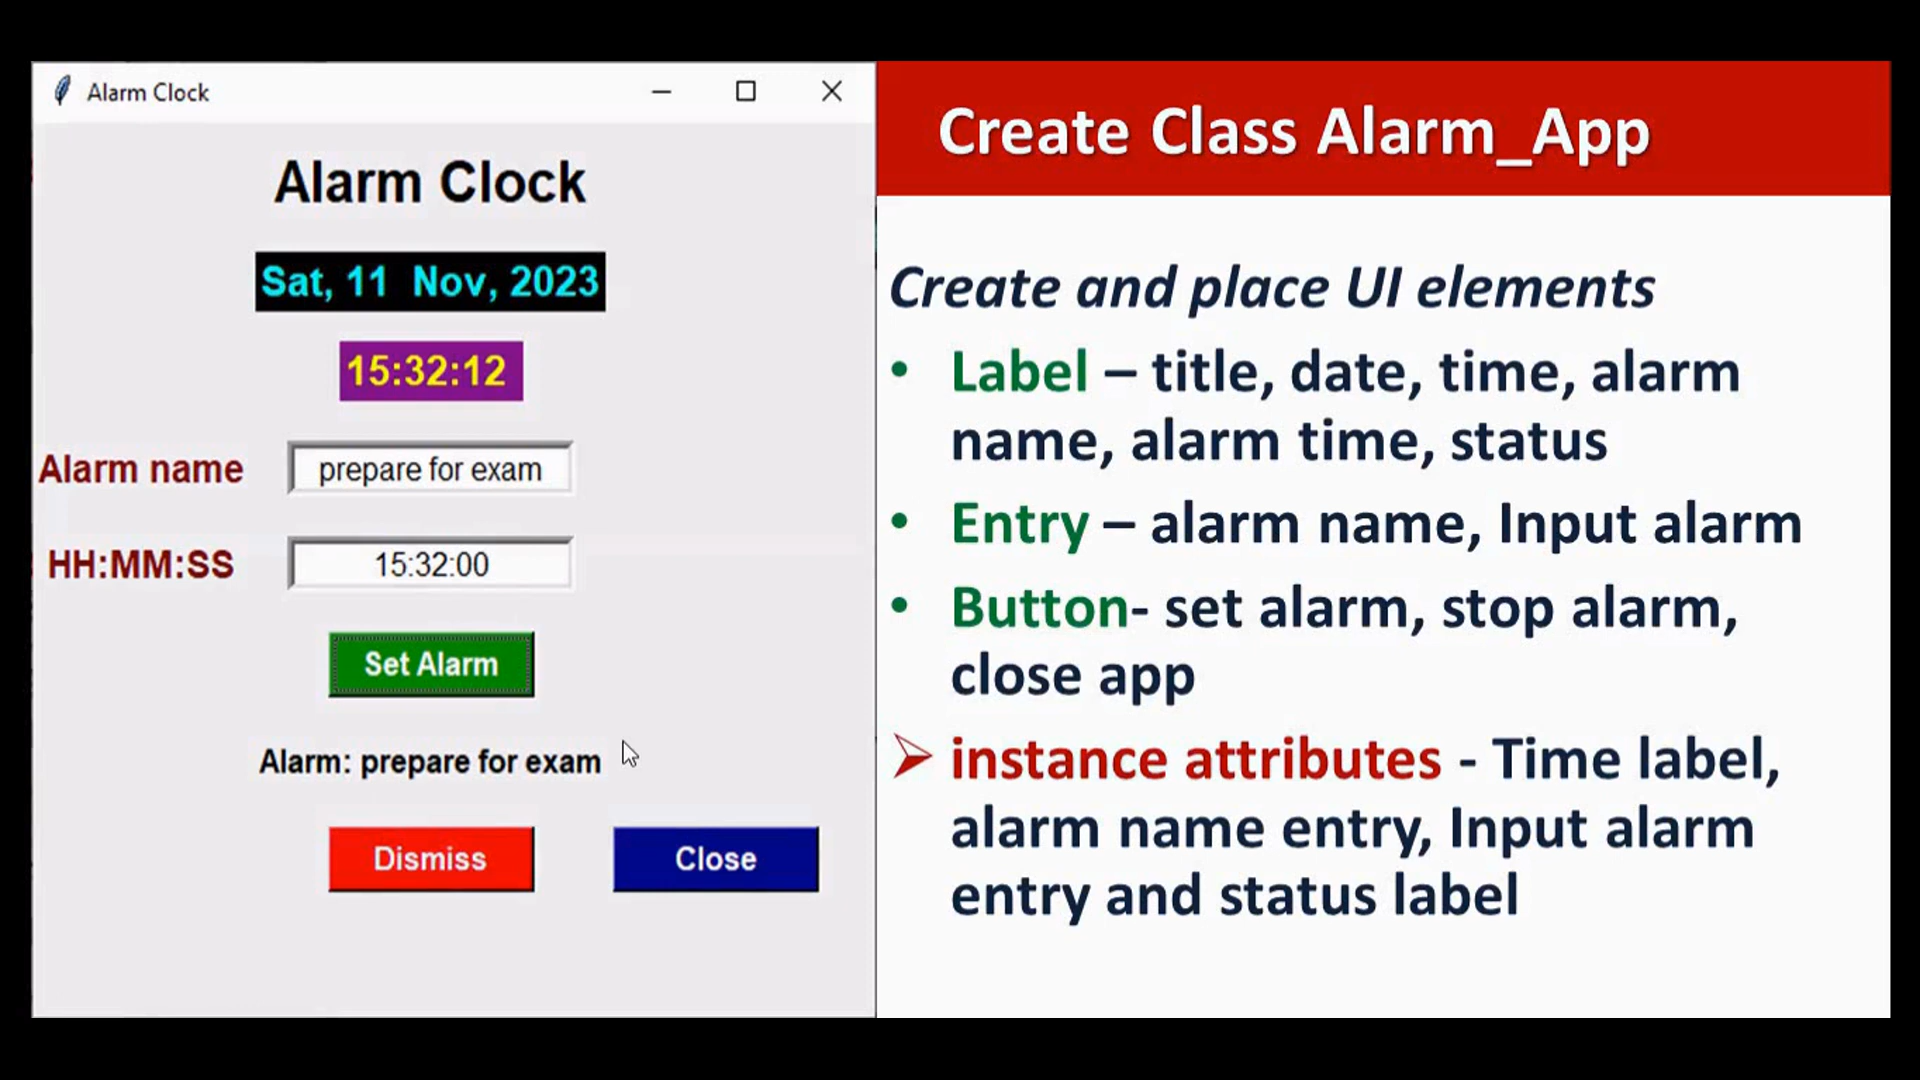 Alarm Clock
Alarm Clock
Sat, 11  Nov, 2023
15:32:12
Alarm name
prepare for exam
HH:MM:SS
15:32:00
Set Alarm
Alarm: prepare for exam
Dismiss
Close
Create Class Alarm_App
Create and place UI elements
• Label – title, date, time, alarm
name, alarm time, status
• Entry – alarm name, Input alarm
• Button- set alarm, stop alarm,
close app
➢ instance attributes - Time label,
alarm name entry, Input alarm
entry and status label